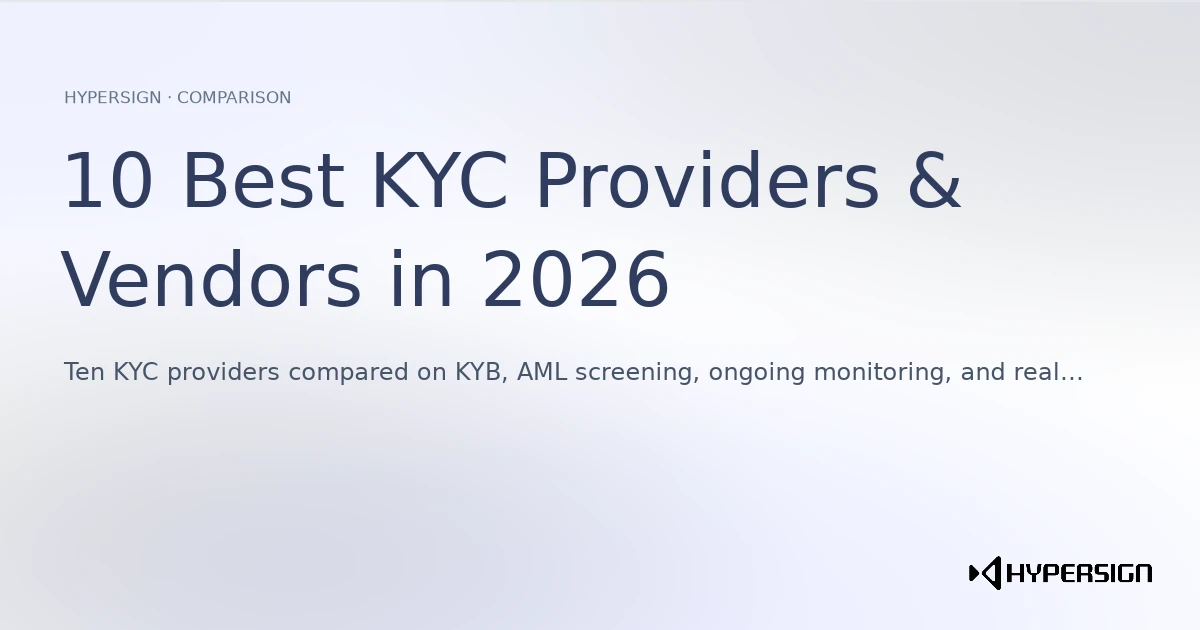 HYPERSIGN · COMPARISON
10 Best KYC Providers &
Vendors in 2026
Ten KYC providers compared on KYB, AML screening, ongoing monitoring, and real…
HYPERSIGN